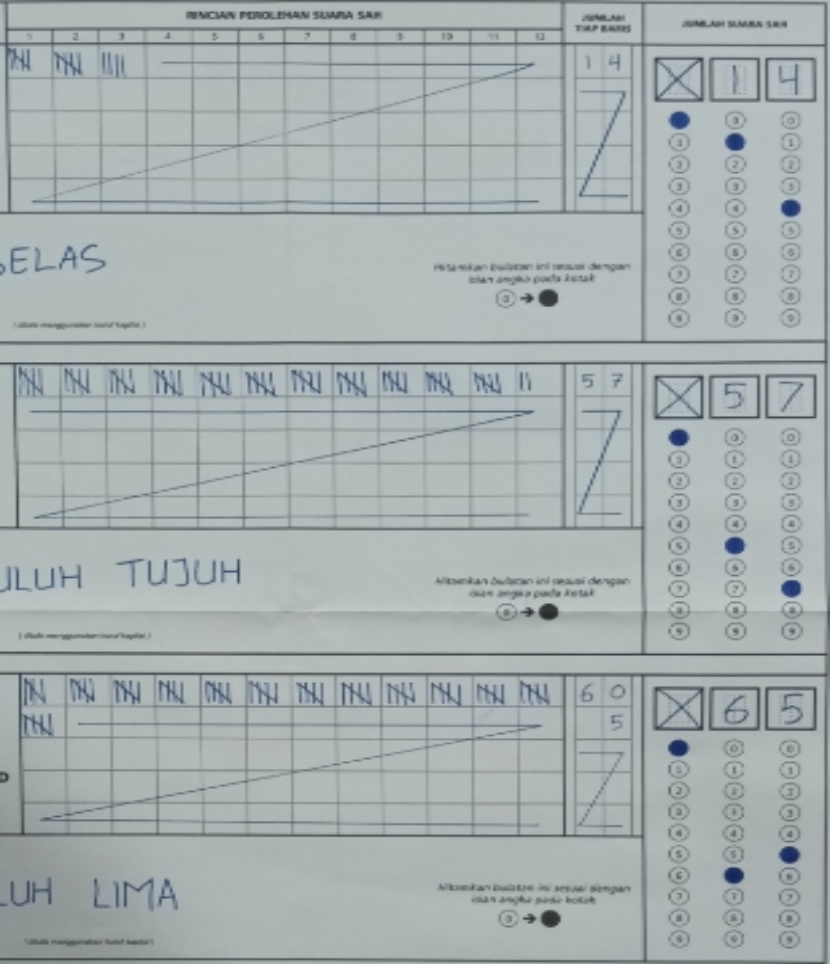 RINCIAN PEROLEHAN SUARA SAH
JUMLAH TIAP BARIS
JUMLAH SUARA SAH
1 2 3 4 5 6 7 8 9 10 11 12
1 4
X 1 4
0
1 1
2 2 2
3 3 3
4 4
5 5 5
6 6 6
7 7 7
8 8 8
9 9 9
BELAS
Hitamkan bulatan ini sesuai dengan
isian angka pada kotak
0 →
( ditulis menggunakan huruf kapital )
5 7
X 5 7
0 0
1 1 1
2 2 2
3 3 3
4 4 4
5 5
6 6 6
7 7
8 8 8
9 9 9
ULUH TUJUH
Hitamkan bulatan ini sesuai dengan
isian angka pada kotak
0 →
( ditulis menggunakan huruf kapital )
6 0
5
X 6 5
0 0
1 1 1
2 2 2
3 3 3
4 4 4
5 5
6 6
7 7 7
8 8 8
9 9 9
LUH LIMA
Hitamkan bulatan ini sesuai dengan
isian angka pada kotak
0 →
( ditulis menggunakan huruf kapital )